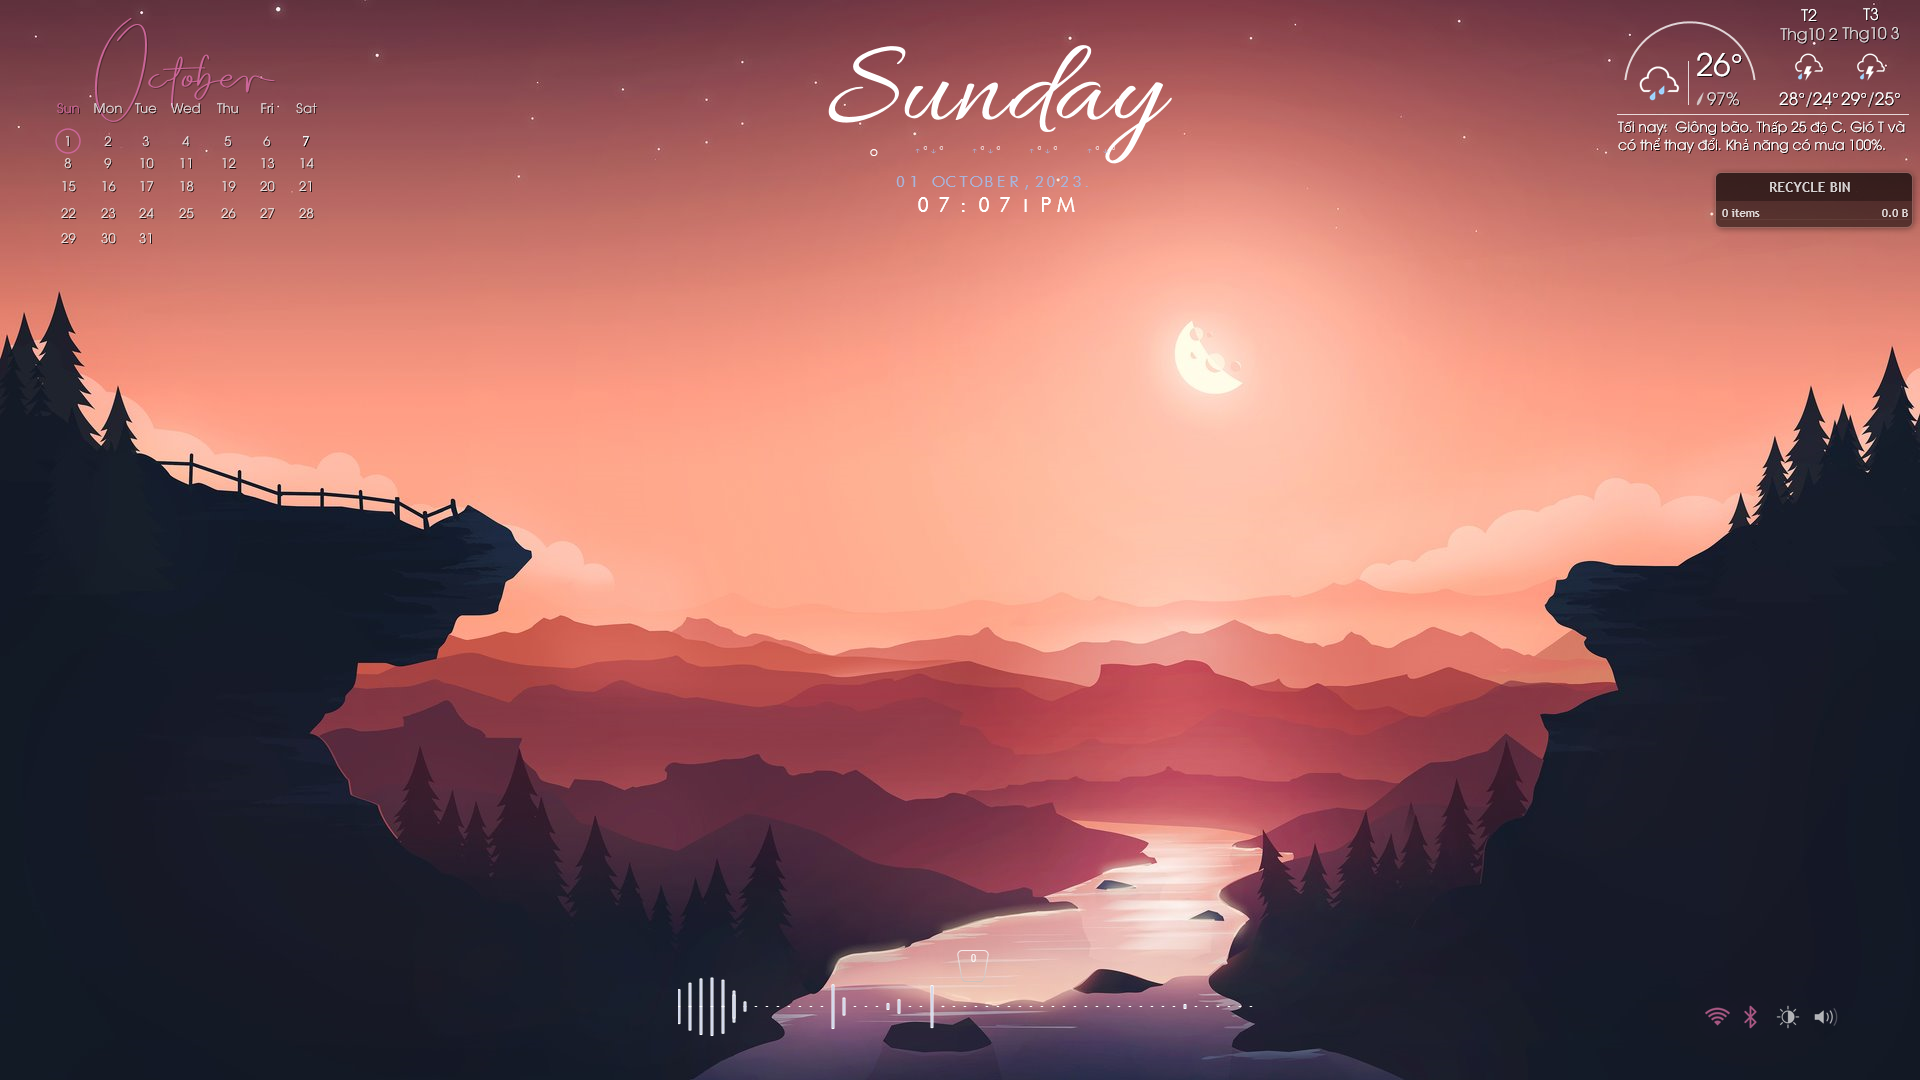 October
Sun Mon Tue Wed Thu Fri Sat
1 2 3 4 5 6 7
8 9 10 11 12 13 14
15 16 17 18 19 20 21
22 23 24 25 26 27 28
29 30 31
Sunday
01 OCTOBER, 2023.
07:07 | PM
26°
97%
T2 T3
Thg10 2 Thg10 3
28°/24° 29°/25°
Tối nay: Giông bão. Thấp 25 độ C. Gió T và
có thể thay đổi. Khả năng có mưa 100%.
RECYCLE BIN
0 items 0.0 B
0